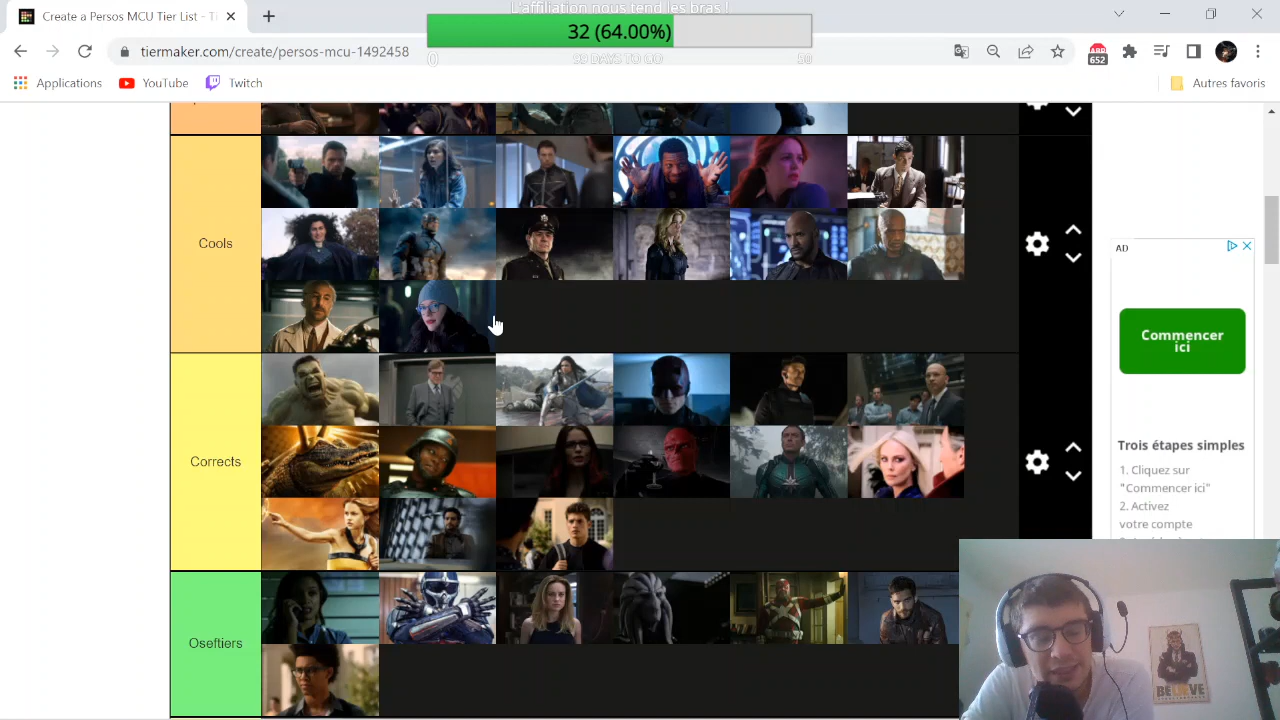 L'affiliation nous tend les bras !
Create a Persos MCU Tier List - Ti
32 (64.00%)
tiermaker.com/create/persos-mcu-1492458
652
Applications
YouTube
Twitch
Autres favoris
Cools
Corrects
Oseftiers
AD
Commencer
ici
Trois étapes simples
1. Cliquez sur
"Commencer ici"
2. Activez
votre compte
BELIEVE